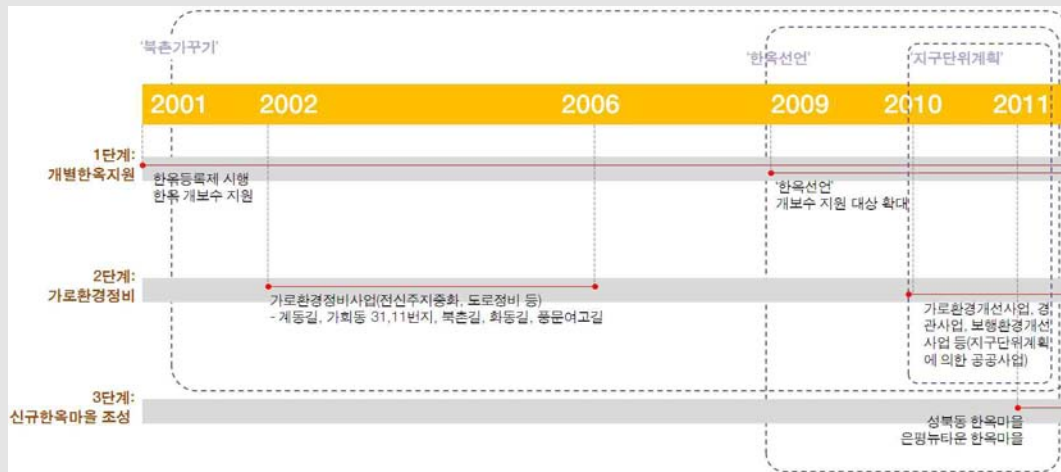 '북촌가꾸기'
'한옥선언'
'지구단위계획'
2001 2002 2006 2009 2010 2011
1단계:
개별한옥지원
한옥등록제 시행
한옥 개보수 지원
'한옥선언'
개보수 지원 대상 확대
2단계:
가로환경정비
가로환경정비사업(전신주지중화, 도로정비 등)
- 계동길, 가회동 31,11번지, 북촌길, 화동길, 풍문여고길
가로환경개선사업, 경
관사업, 보행환경개선
사업 등(지구단위계획
에 의한 공공사업)
3단계:
신규한옥마을 조성
성북동 한옥마을
은평뉴타운 한옥마을